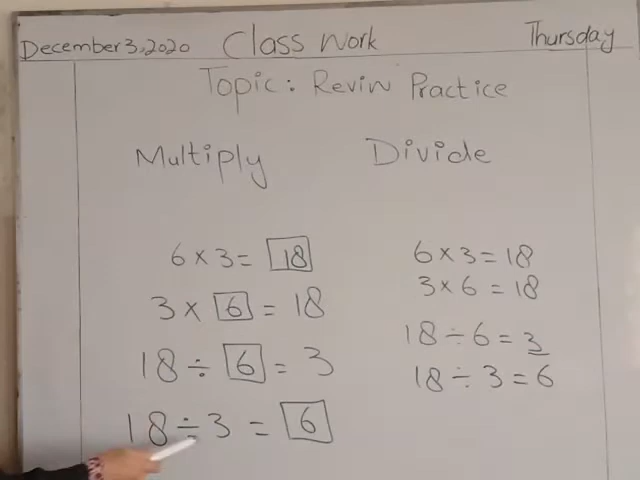 December 3, 2020 Class Work Thursday
Topic: Reviw Practice
Multiply Divide
6 × 3 = 18
3 × 6 = 18
18 ÷ 6 = 3
18 ÷ 3 = 6
6 × 3 = 18
3 × 6 = 18
18 ÷ 6 = 3
18 ÷ 3 = 6